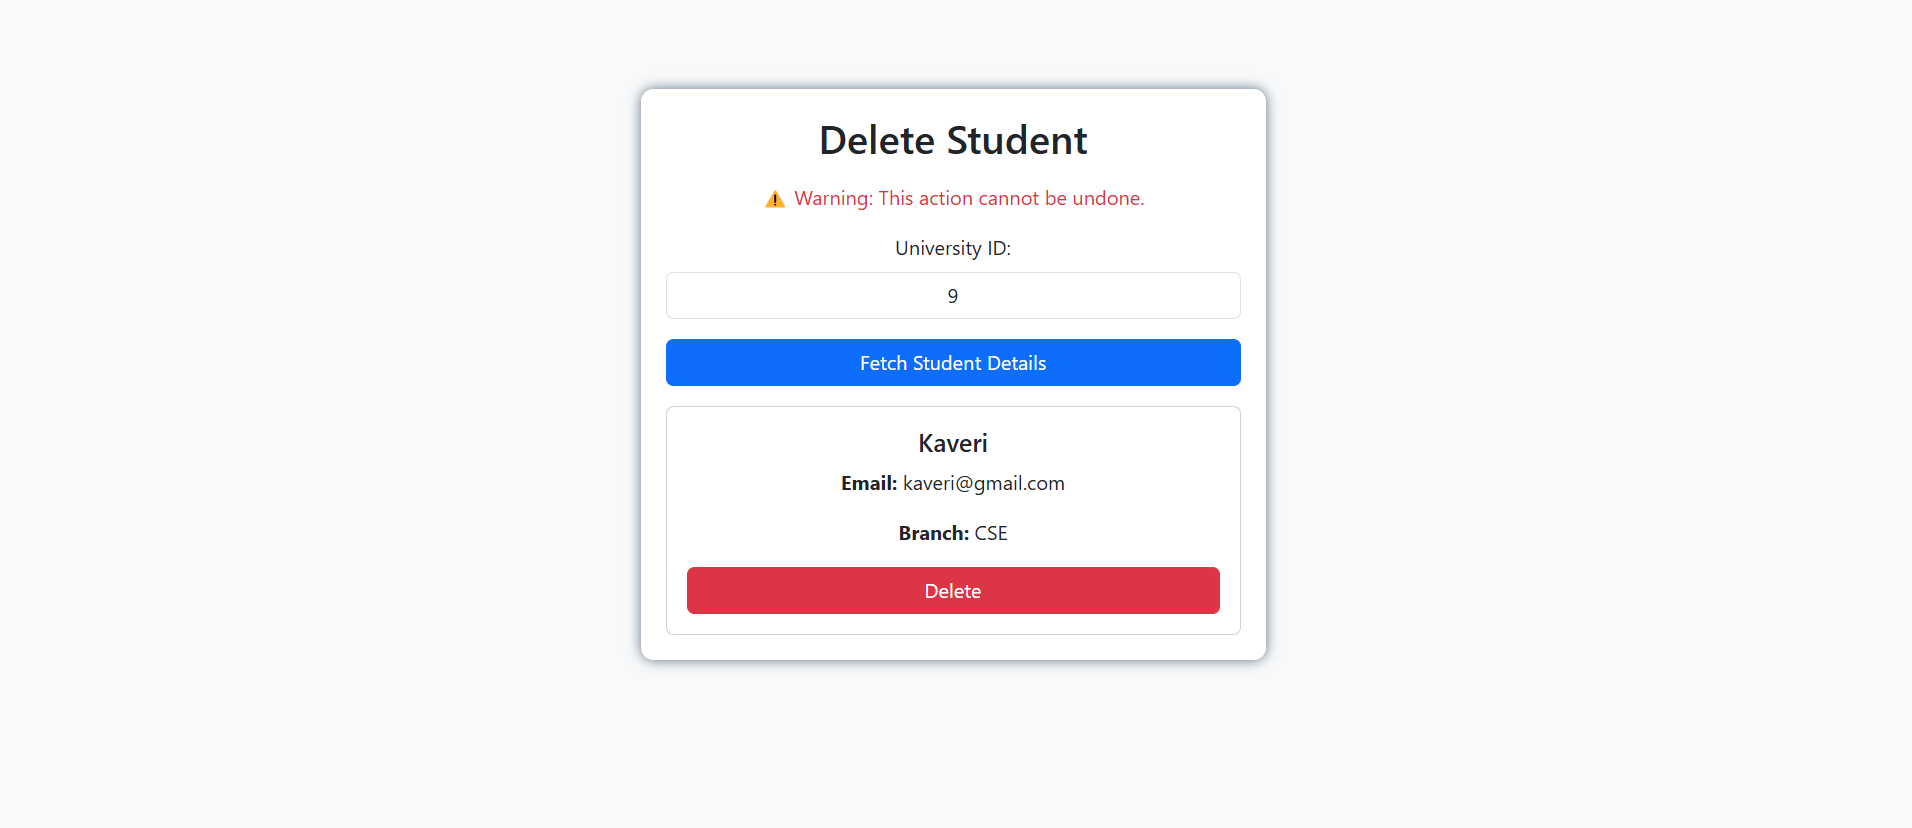 Delete Student
⚠️ Warning: This action cannot be undone.
University ID:
9
Fetch Student Details
Kaveri
Email: kaveri@gmail.com
Branch: CSE
Delete